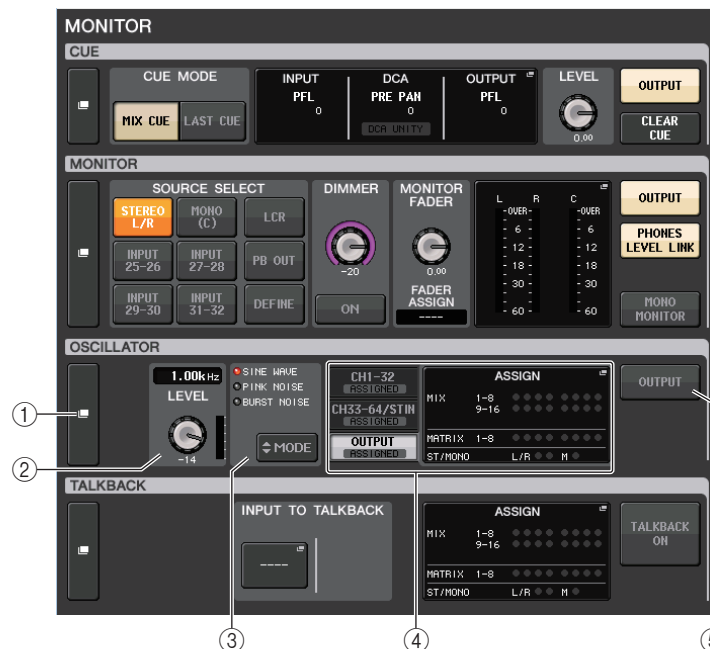 MONITOR
CUE
CUE MODE
MIX CUE
LAST CUE
INPUT
PFL
0
DCA
PRE PAN
0
DCA UNITY
OUTPUT
PFL
0
LEVEL
0.00
OUTPUT
CLEAR
CUE
MONITOR
SOURCE SELECT
STEREO
L/R
MONO
(C)
LCR
INPUT
25-26
INPUT
27-28
PB OUT
INPUT
29-30
INPUT
31-32
DEFINE
DIMMER
-20
ON
MONITOR
FADER
0.00
FADER
ASSIGN
----
L R C
-OVER- -OVER-
- 6 - - 6
- 12 - - 12
- 18 - - 18
- 30 - - 30
- 60 - - 60
OUTPUT
PHONES
LEVEL LINK
MONO
MONITOR
OSCILLATOR
1.00kHz
LEVEL
-14
SINE WAVE
PINK NOISE
BURST NOISE
MODE
CH1-32
ASSIGNED
CH33-64/STIN
ASSIGNED
OUTPUT
ASSIGNED
ASSIGN
MIX 1-8
9-16
MATRIX 1-8
ST/MONO L/R M
OUTPUT
TALKBACK
INPUT TO TALKBACK
----
ASSIGN
MIX 1-8
9-16
MATRIX 1-8
ST/MONO L/R M
TALKBACK
ON
①
②
③
④